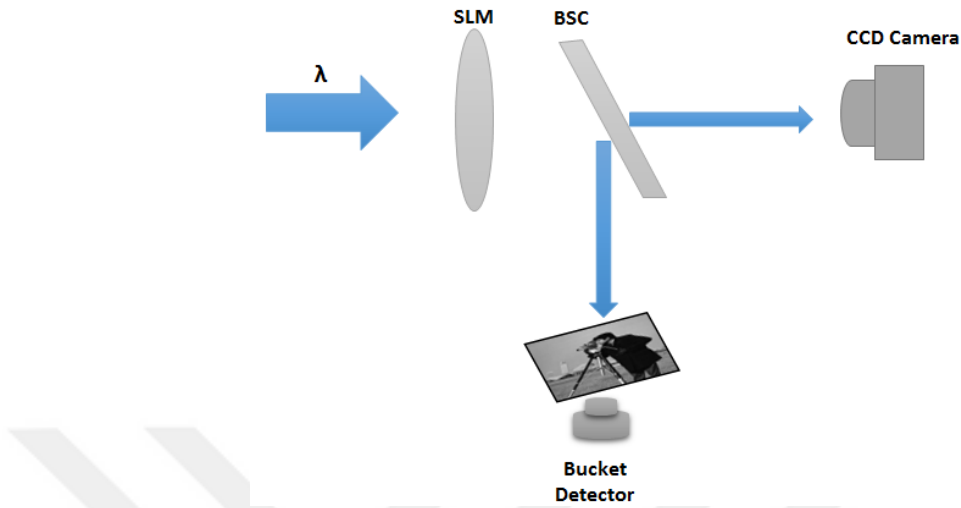 SLM
BSC
CCD Camera
λ
Bucket
Detector